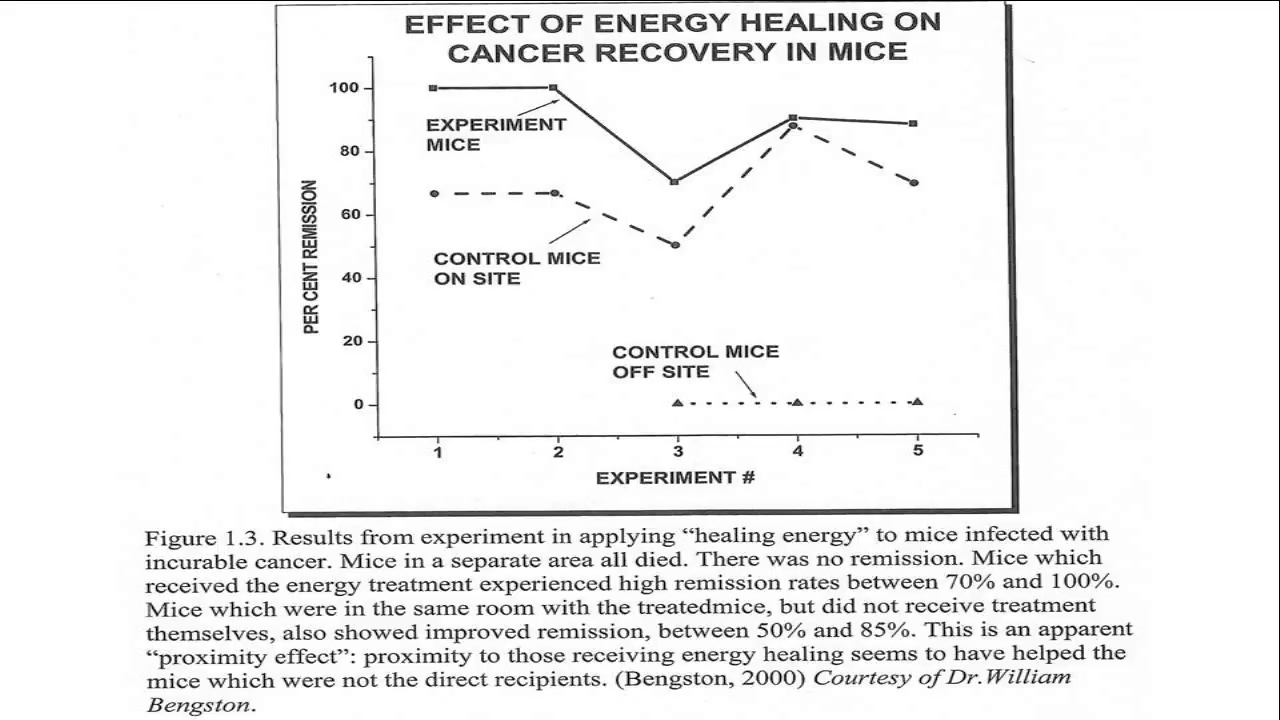 EFFECT OF ENERGY HEALING ON
CANCER RECOVERY IN MICE
100
80
60
40
20
0
PER CENT REMISSION
EXPERIMENT
MICE
CONTROL MICE
ON SITE
CONTROL MICE
OFF SITE
1 2 3 4 5
EXPERIMENT #
Figure 1.3. Results from experiment in applying “healing energy” to mice infected with
incurable cancer. Mice in a separate area all died. There was no remission. Mice which
received the energy treatment experienced high remission rates between 70% and 100%.
Mice which were in the same room with the treatedmice, but did not receive treatment
themselves, also showed improved remission, between 50% and 85%. This is an apparent
“proximity effect”: proximity to those receiving energy healing seems to have helped the
mice which were not the direct recipients. (Bengston, 2000) Courtesy of Dr.William
Bengston.